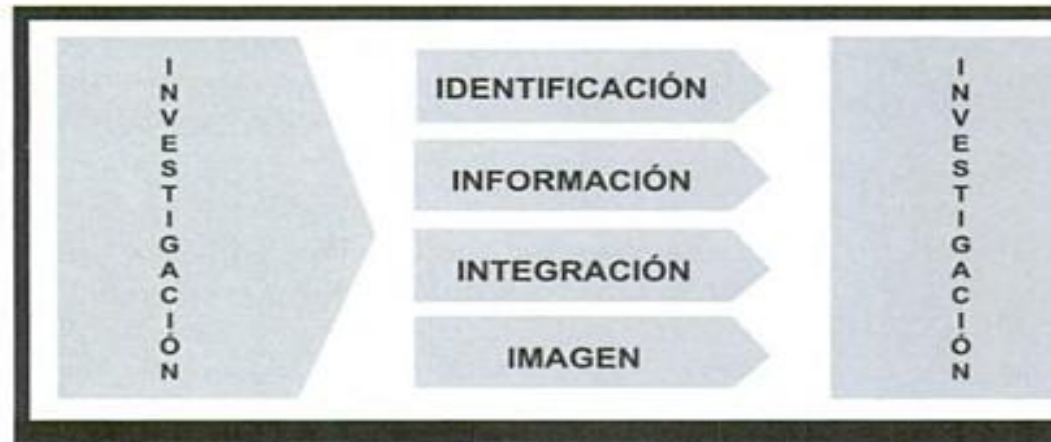 INVESTIGACIÓN
IDENTIFICACIÓN
INFORMACIÓN
INTEGRACIÓN
IMAGEN
INVESTIGACIÓN